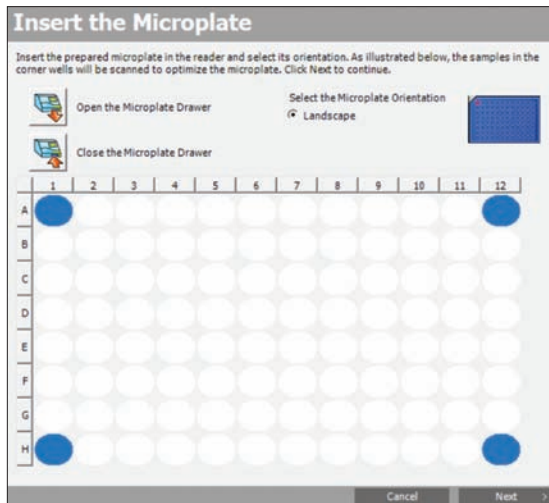 Insert the Microplate
Insert the prepared microplate in the reader and select its orientation. As illustrated below, the samples in the
corner wells will be scanned to optimize the microplate. Click Next to continue.
Open the Microplate Drawer
Select the Microplate Orientation
Landscape
Close the Microplate Drawer
1 2 3 4 5 6 7 8 9 10 11 12
A
B
C
D
E
F
G
H
Cancel Next >